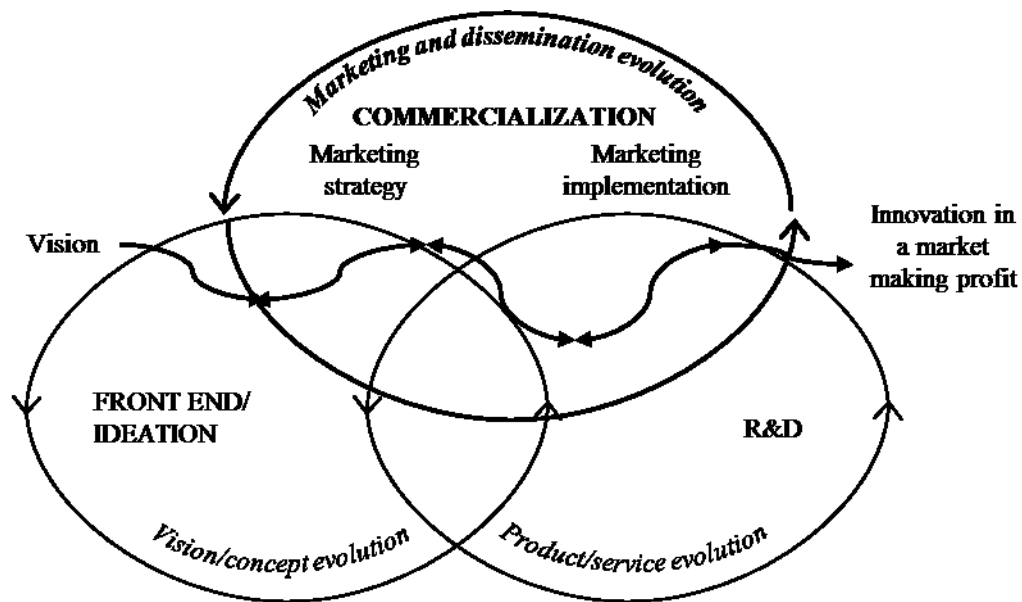 Marketing and dissemination evolution
COMMERCIALIZATION
Marketing
strategy
Marketing
implementation
Vision
Innovation in
a market
making profit
FRONT END/
IDEATION
R&D
Vision/concept evolution
Product/service evolution